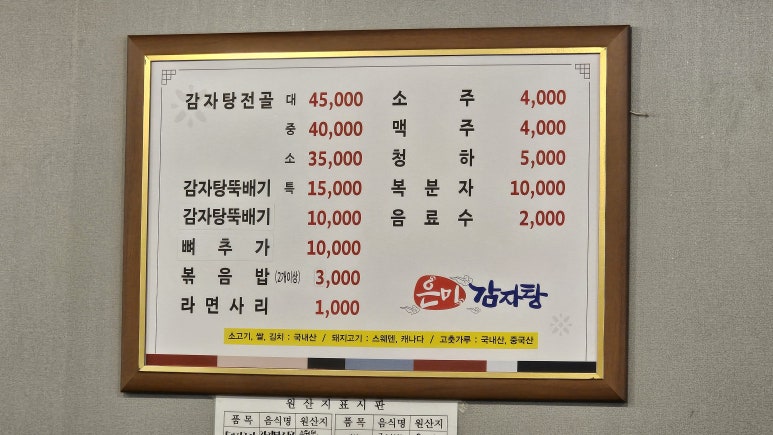 감자탕전골 대 45,000
중 40,000
소 35,000
감자탕뚝배기 특 15,000
감자탕뚝배기 10,000
뼈추가 10,000
볶음밥 (2개이상) 3,000
라면사리 1,000
소주 4,000
맥주 4,000
청하 5,000
복분자 10,000
음료수 2,000
은미 감자탕
소고기, 쌀, 김치 : 국내산 / 돼지고기 : 스웨덴, 캐나다 / 고춧가루 : 국내산, 중국산
원산지표시판
품목 음식명 원산지 품목 음식명 원산지